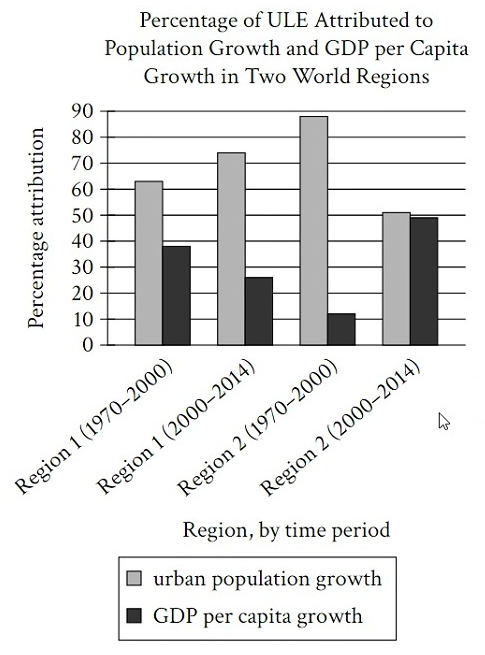 Percentage of ULE Attributed to
Population Growth and GDP per Capita
Growth in Two World Regions
Percentage attribution
90
80
70
60
50
40
30
20
10
0
Region 1 (1970–2000)
Region 1 (2000–2014)
Region 2 (1970–2000)
Region 2 (2000–2014)
Region, by time period
urban population growth
GDP per capita growth